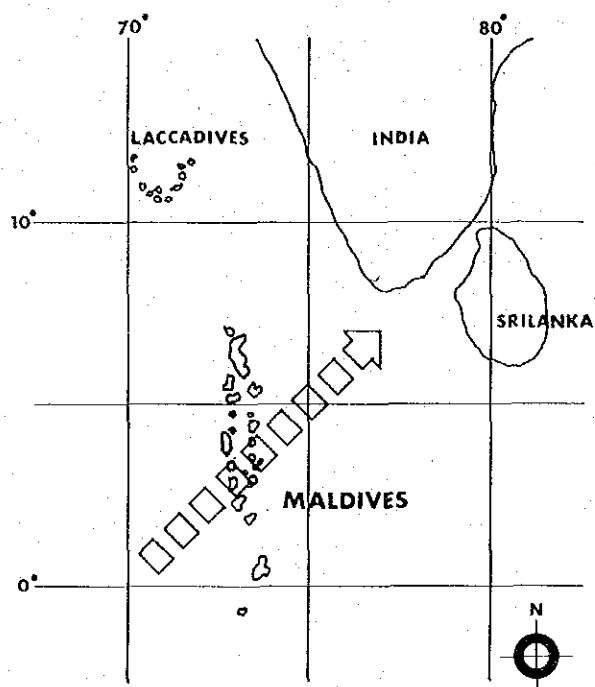 70° 80°
LACCADIVES INDIA
10°
SRILANKA
MALDIVES
0°
N